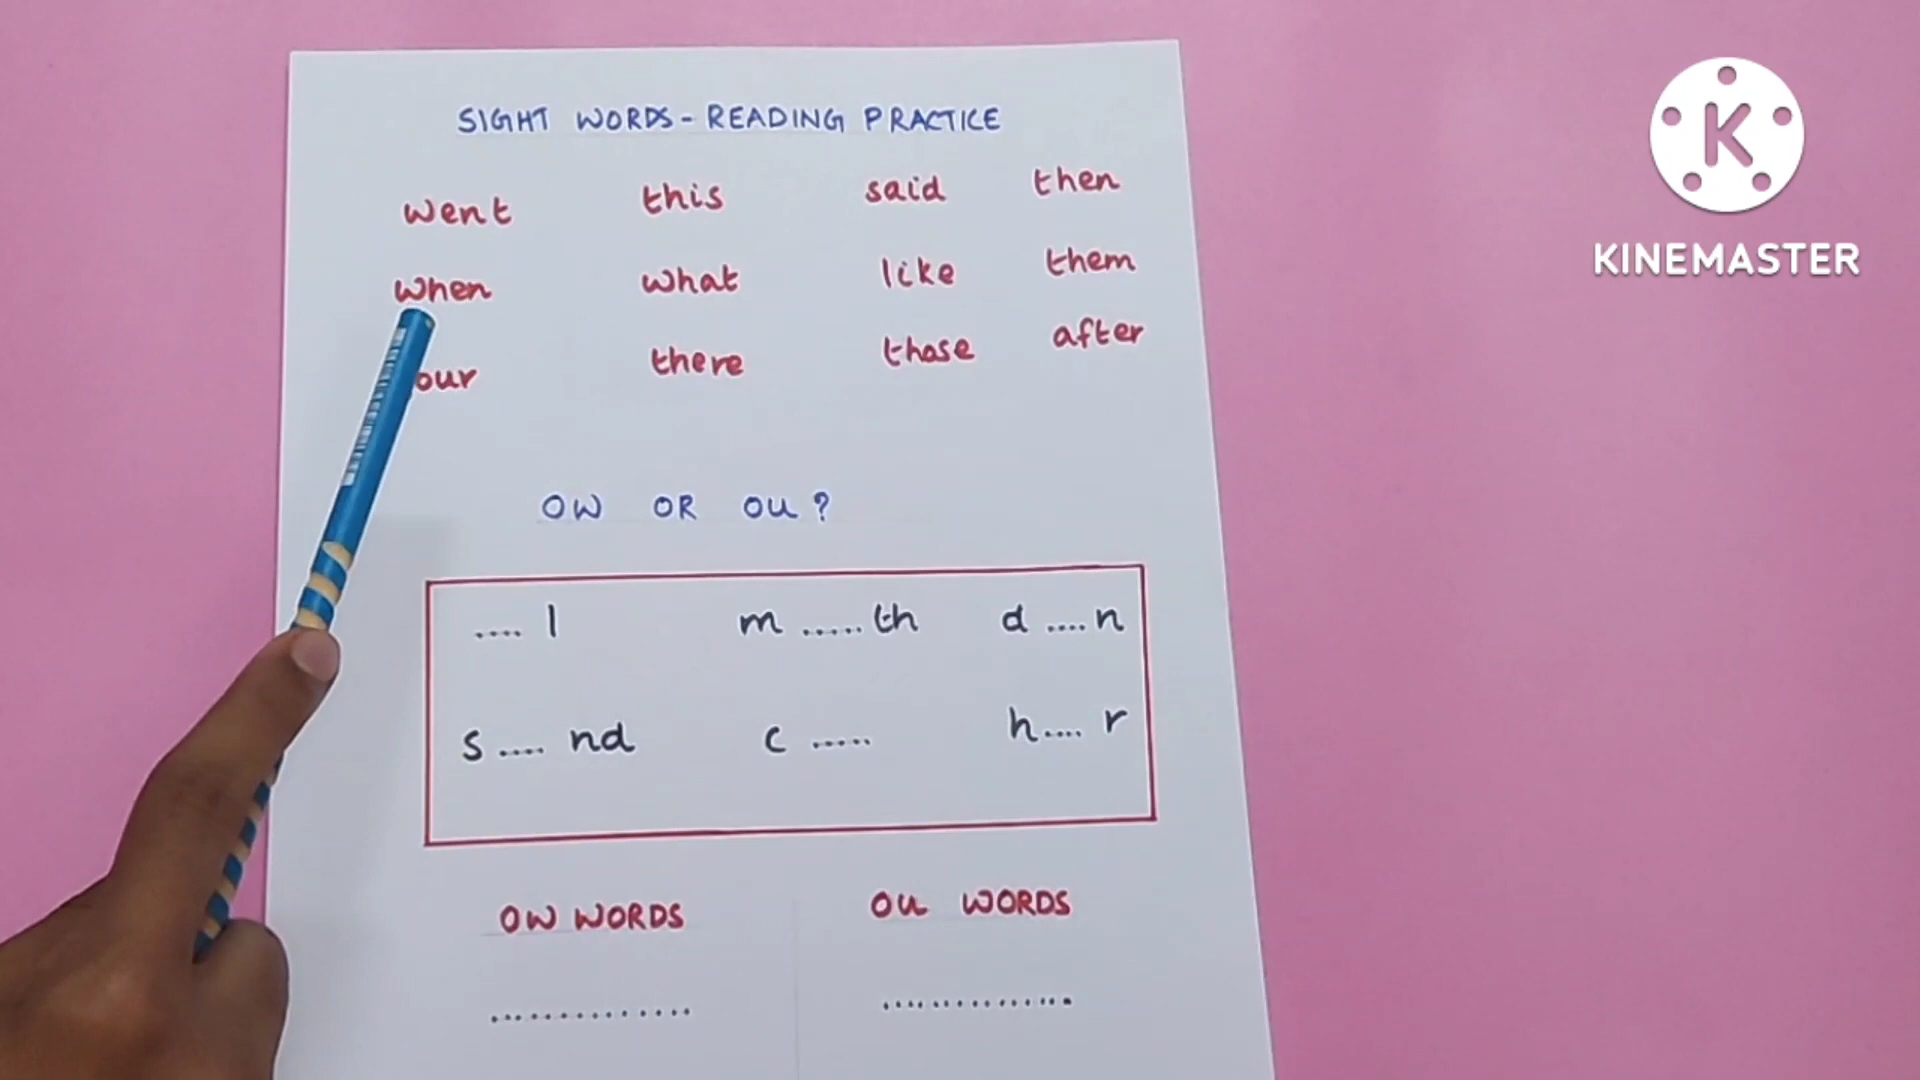 SIGHT WORDS - READING PRACTICE
went this said then
when what like them
our there those after
OW OR OU?
.... l m ..... th d .... n
s .... nd c ..... h .... r
OW WORDS OU WORDS
............. .............
K
KINEMASTER